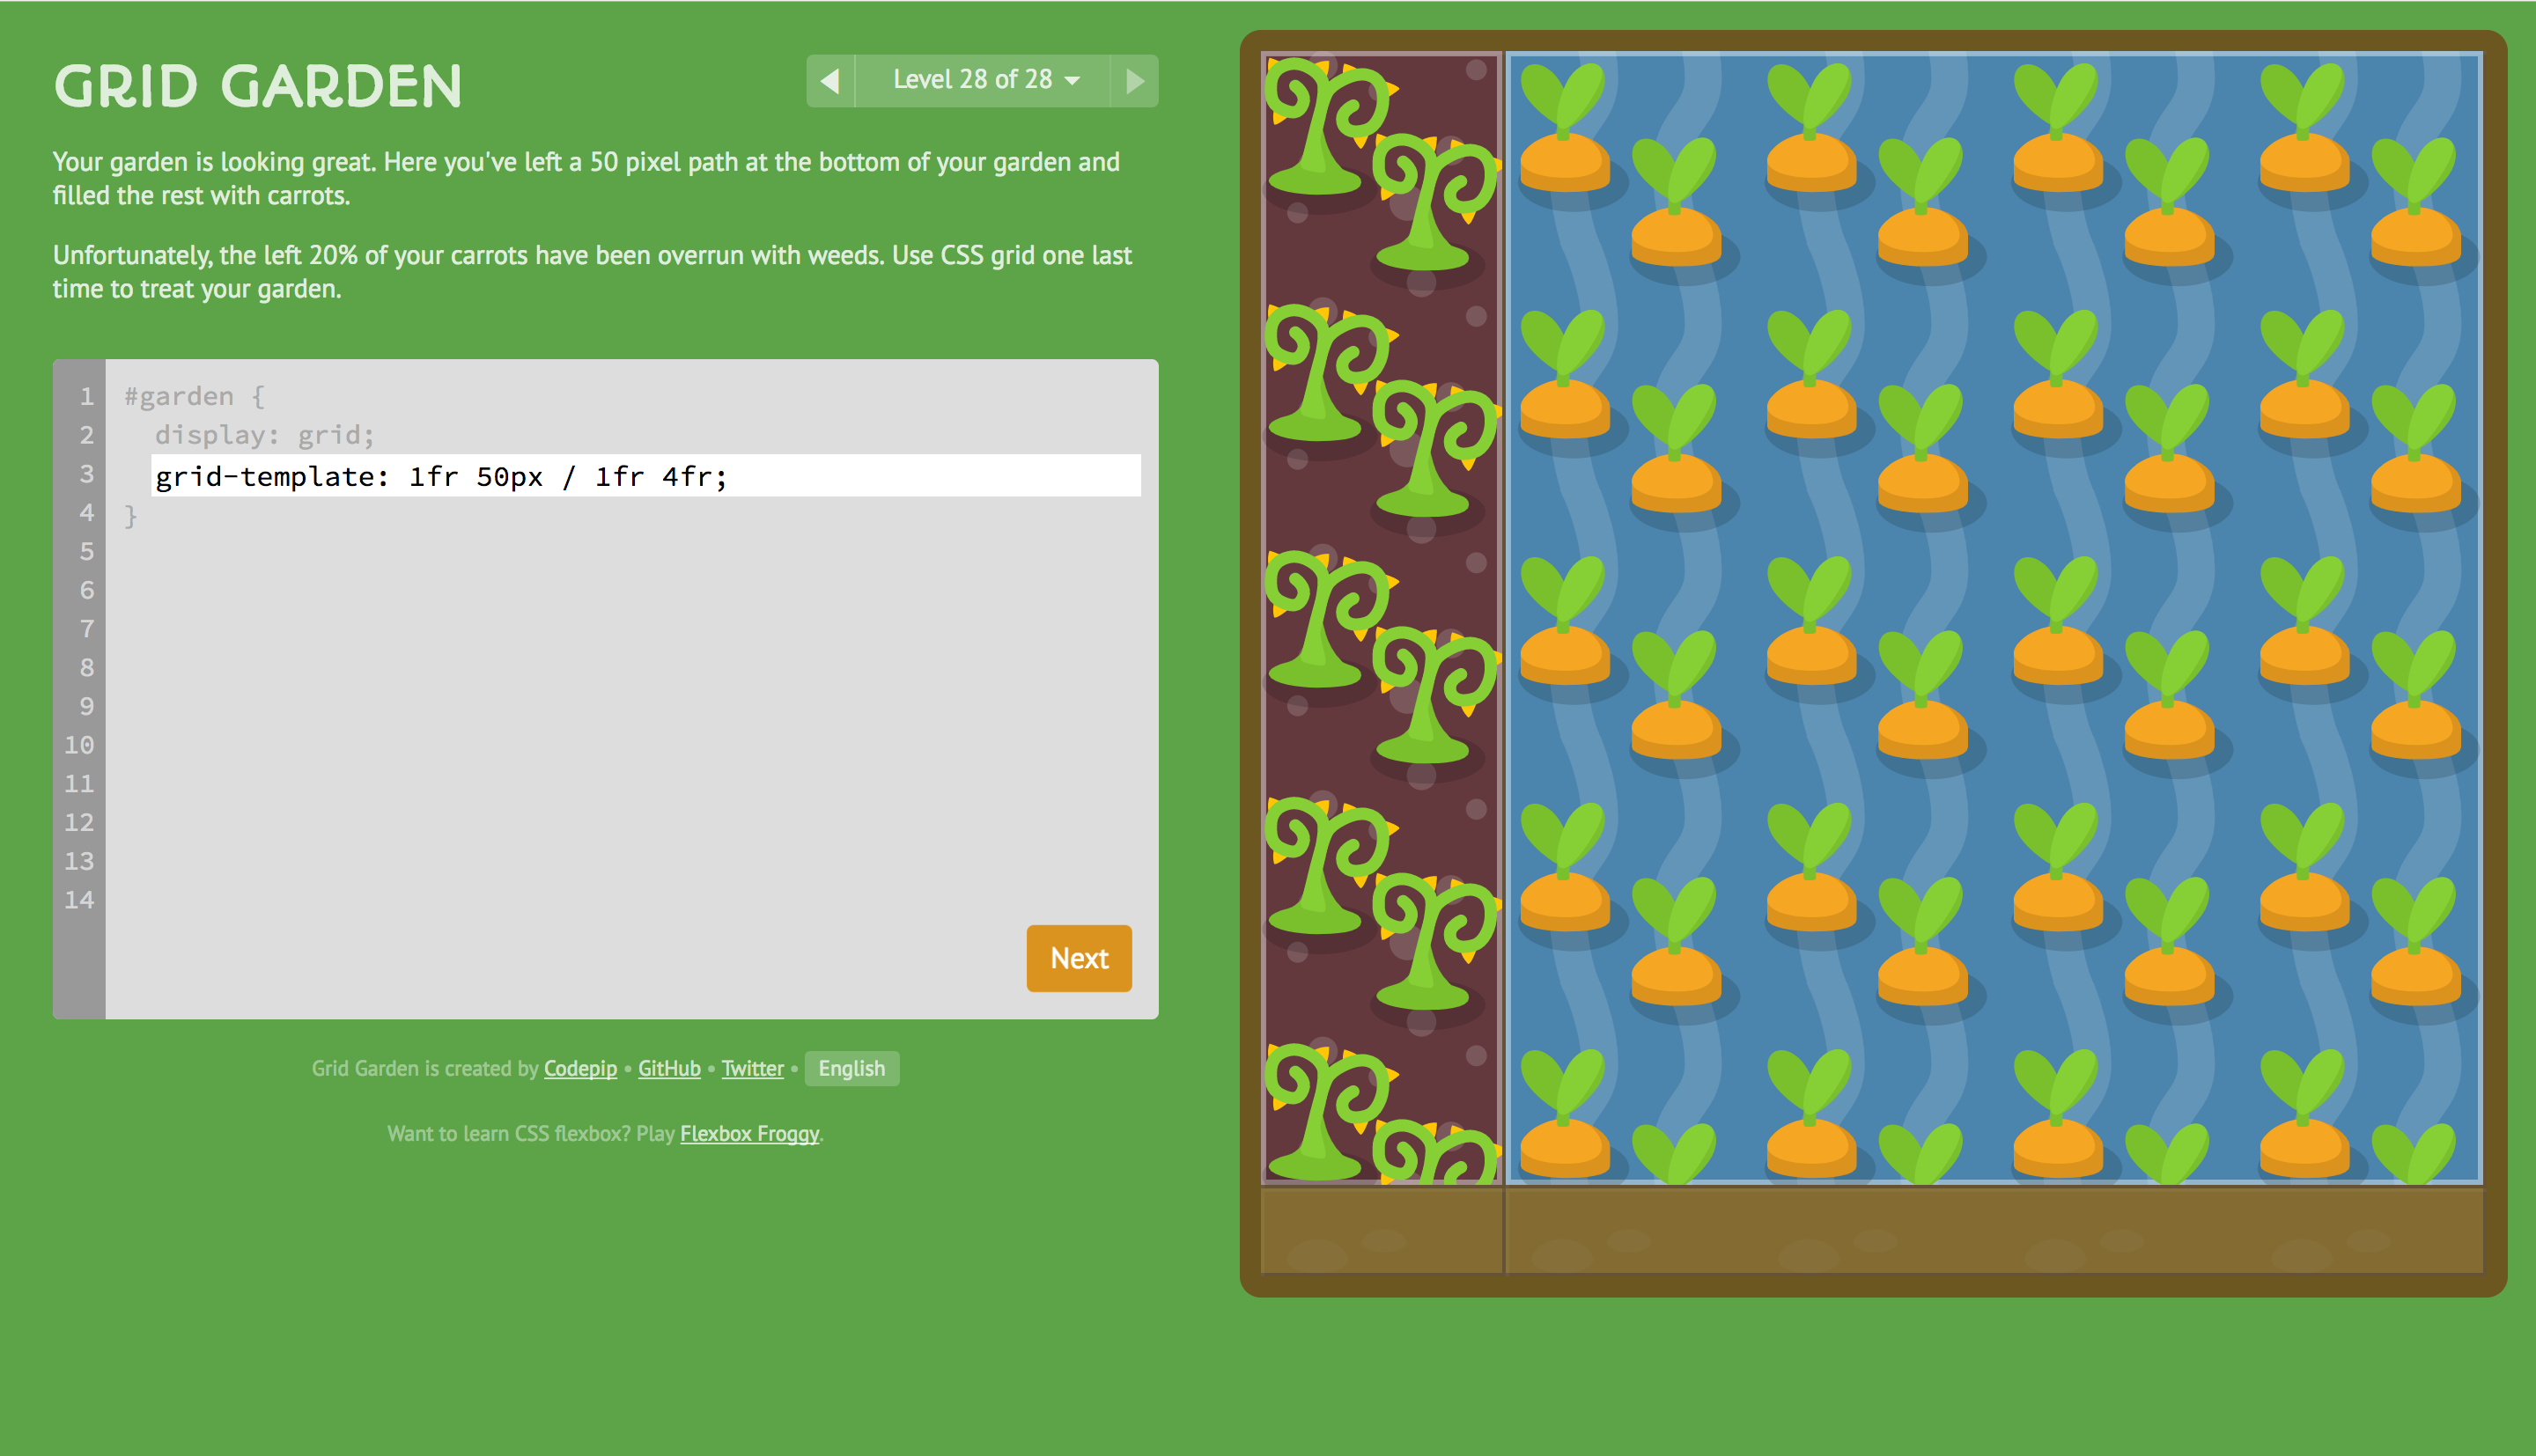 GRID GARDEN
Level 28 of 28
Your garden is looking great. Here you've left a 50 pixel path at the bottom of your garden and
filled the rest with carrots.
Unfortunately, the left 20% of your carrots have been overrun with weeds. Use CSS grid one last
time to treat your garden.
1 #garden {
2 display: grid;
3 grid-template: 1fr 50px / 1fr 4fr;
4 }
5
6
7
8
9
10
11
12
13
14
Next
Grid Garden is created by Codepip • GitHub • Twitter • English
Want to learn CSS flexbox? Play Flexbox Froggy.